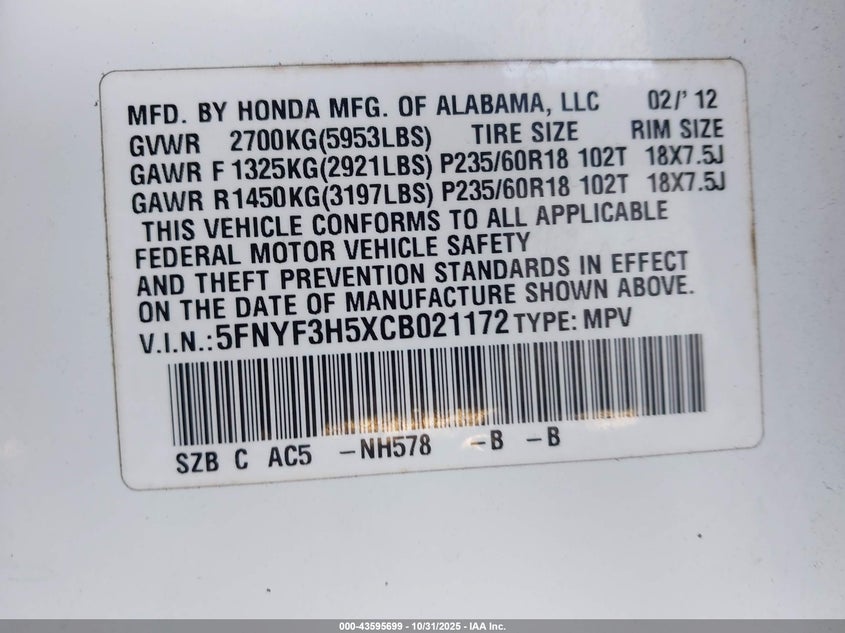 MFD. BY HONDA MFG. OF ALABAMA, LLC 02/' 12
GVWR 2700KG(5953LBS) TIRE SIZE RIM SIZE
GAWR F 1325KG(2921LBS) P235/60R18 102T 18X7.5J
GAWR R1450KG(3197LBS) P235/60R18 102T 18X7.5J
THIS VEHICLE CONFORMS TO ALL APPLICABLE
FEDERAL MOTOR VEHICLE SAFETY
AND THEFT PREVENTION STANDARDS IN EFFECT
ON THE DATE OF MANUFACTURE SHOWN ABOVE.
V.I.N.:5FNYF3H5XCB021172 TYPE: MPV
SZB C AC5 -NH578 -B -B
000-43595699 - 10/31/2025 - IAA Inc.